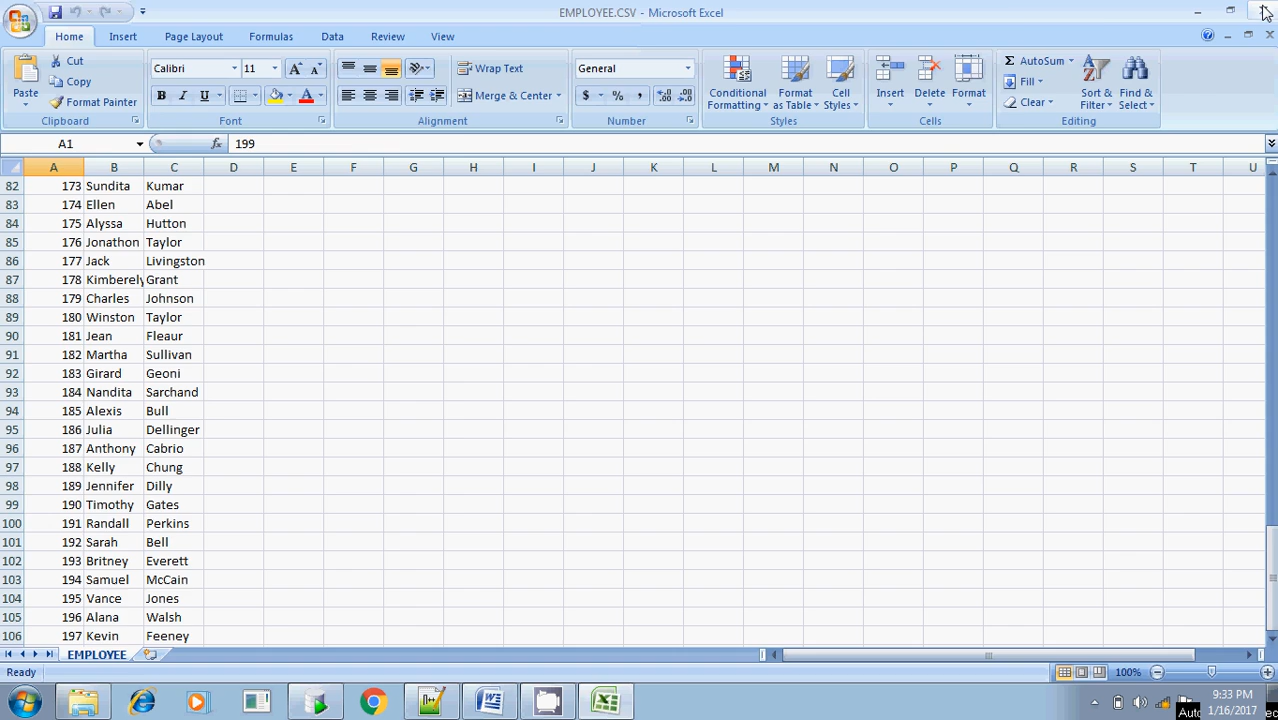 EMPLOYEE.CSV - Microsoft Excel
Home Insert Page Layout Formulas Data Review View
Paste
Cut
Copy
Format Painter
Clipboard
Calibri 11
B I U
Font
Wrap Text
Merge & Center
Alignment
General
$ % ,
Number
Conditional Formatting
Format as Table
Cell Styles
Styles
Insert
Delete
Format
Cells
Σ AutoSum
Fill
Clear
Sort & Filter
Find & Select
Editing
A1 fx 199
A B C D E F G H I J K L M N O P Q R S T U
82 173 Sundita Kumar
83 174 Ellen Abel
84 175 Alyssa Hutton
85 176 Jonathon Taylor
86 177 Jack Livingston
87 178 Kimberely Grant
88 179 Charles Johnson
89 180 Winston Taylor
90 181 Jean Fleaur
91 182 Martha Sullivan
92 183 Girard Geoni
93 184 Nandita Sarchand
94 185 Alexis Bull
95 186 Julia Dellinger
96 187 Anthony Cabrio
97 188 Kelly Chung
98 189 Jennifer Dilly
99 190 Timothy Gates
100 191 Randall Perkins
101 192 Sarah Bell
102 193 Britney Everett
103 194 Samuel McCain
104 195 Vance Jones
105 196 Alana Walsh
106 197 Kevin Feeney
EMPLOYEE
Ready 100%
9:33 PM
1/16/2017